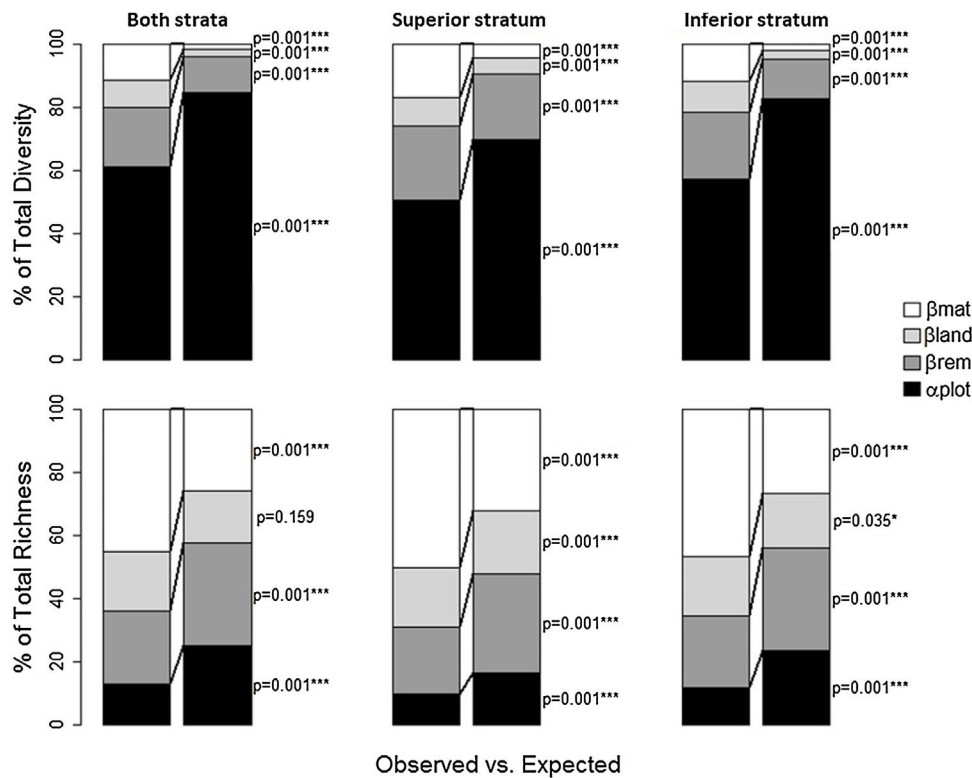 Both strata
Superior stratum
Inferior stratum
% of Total Diversity
100
80
60
40
20
0
p=0.001***
p=0.001***
p=0.001***
p=0.001***
p=0.001***
p=0.001***
p=0.001***
p=0.001***
p=0.001***
p=0.001***
p=0.001***
p=0.001***
βmat
βland
βrem
αplot
% of Total Richness
100
80
60
40
20
0
p=0.001***
p=0.159
p=0.001***
p=0.001***
p=0.001***
p=0.001***
p=0.001***
p=0.001***
p=0.001***
p=0.035*
p=0.001***
p=0.001***
Observed vs. Expected